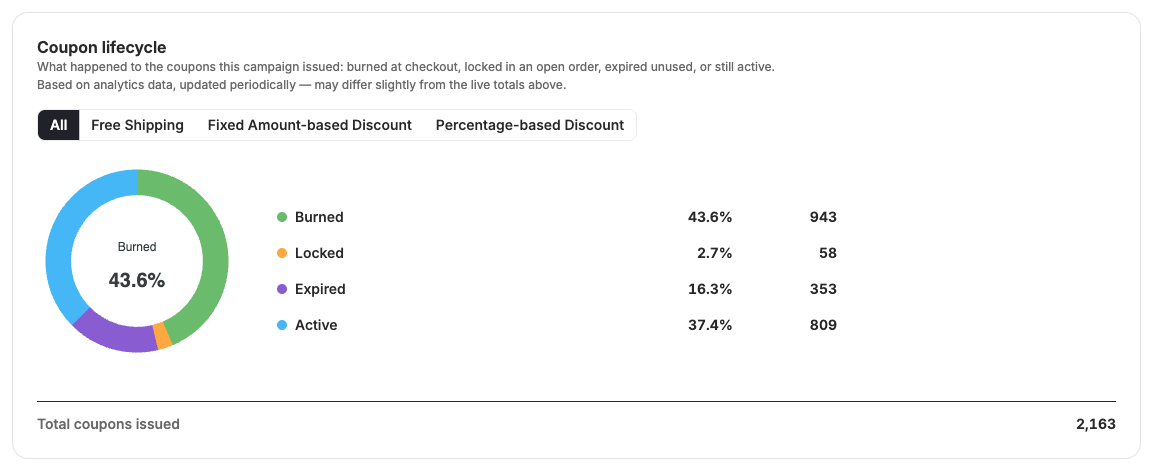 Coupon lifecycle
What happened to the coupons this campaign issued: burned at checkout, locked in an open order, expired unused, or still active.
Based on analytics data, updated periodically — may differ slightly from the live totals above.
All Free Shipping Fixed Amount-based Discount Percentage-based Discount
Burned
43.6%
Burned 43.6% 943
Locked 2.7% 58
Expired 16.3% 353
Active 37.4% 809
Total coupons issued 2,163